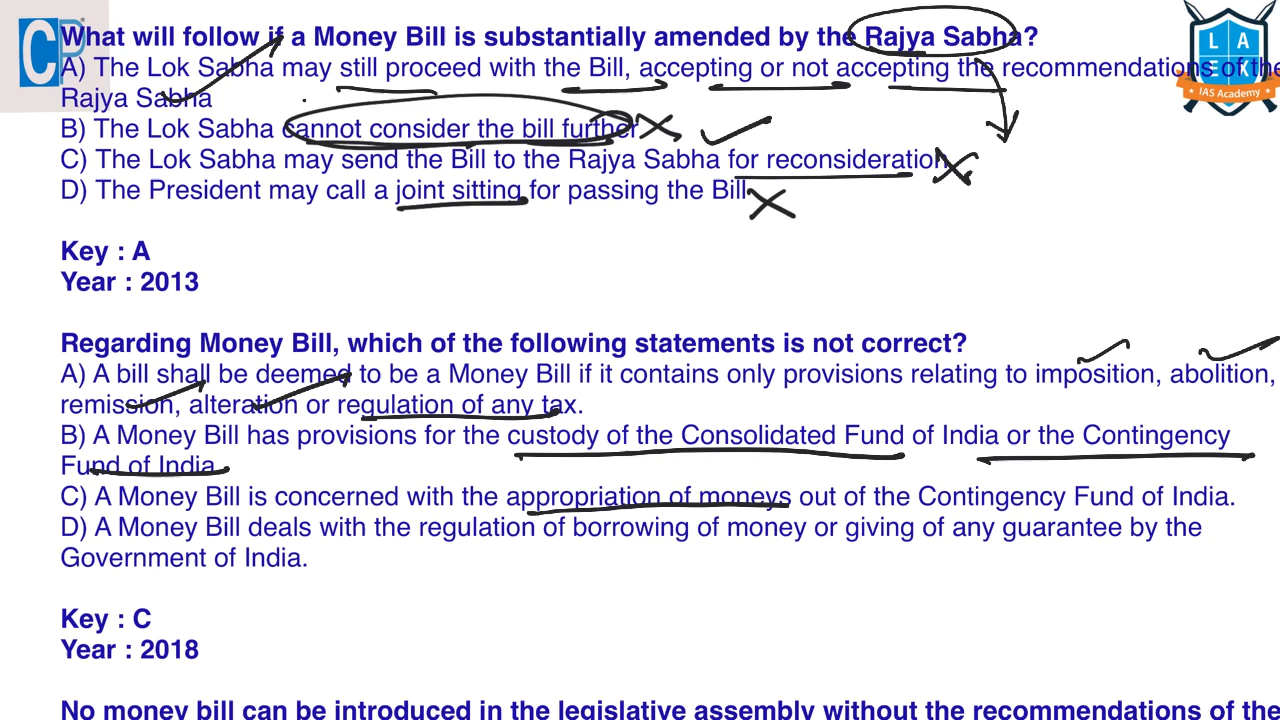 What will follow if a Money Bill is substantially amended by the Rajya Sabha?
A) The Lok Sabha may still proceed with the Bill, accepting or not accepting the recommendations of the
Rajya Sabha
B) The Lok Sabha cannot consider the bill further
C) The Lok Sabha may send the Bill to the Rajya Sabha for reconsideration
D) The President may call a joint sitting for passing the Bill
Key : A
Year : 2013
Regarding Money Bill, which of the following statements is not correct?
A) A bill shall be deemed to be a Money Bill if it contains only provisions relating to imposition, abolition,
remission, alteration or regulation of any tax.
B) A Money Bill has provisions for the custody of the Consolidated Fund of India or the Contingency
Fund of India.
C) A Money Bill is concerned with the appropriation of moneys out of the Contingency Fund of India.
D) A Money Bill deals with the regulation of borrowing of money or giving of any guarantee by the
Government of India.
Key : C
Year : 2018
No money bill can be introduced in the legislative assembly without the recommendations of the
L A
E X
IAS Academy